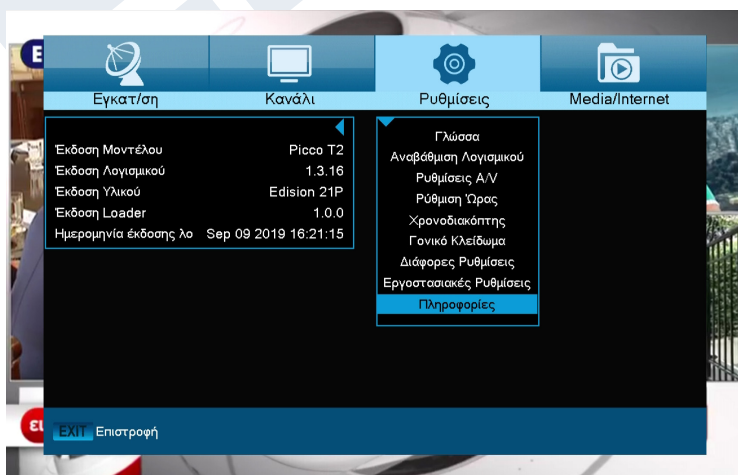 Εγκατ/ση
Κανάλι
Ρυθμίσεις
Media/Internet
Έκδοση Μοντέλου Picco T2
Έκδοση Λογισμικού 1.3.16
Έκδοση Υλικού Edision 21P
Έκδοση Loader 1.0.0
Ημερομηνία έκδοσης λο Sep 09 2019 16:21:15
Γλώσσα
Αναβάθμιση Λογισμικού
Ρυθμίσεις A/V
Ρύθμιση Ώρας
Χρονοδιακόπτης
Γονικό Κλείδωμα
Διάφορες Ρυθμίσεις
Εργοστασιακές Ρυθμίσεις
Πληροφορίες
EXIT Επιστροφή